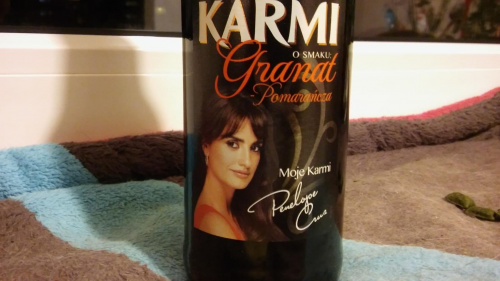 KARMI
O SMAKU:
Granat
-Pomarańcza
Moje Karmi
Penelope
Cruz